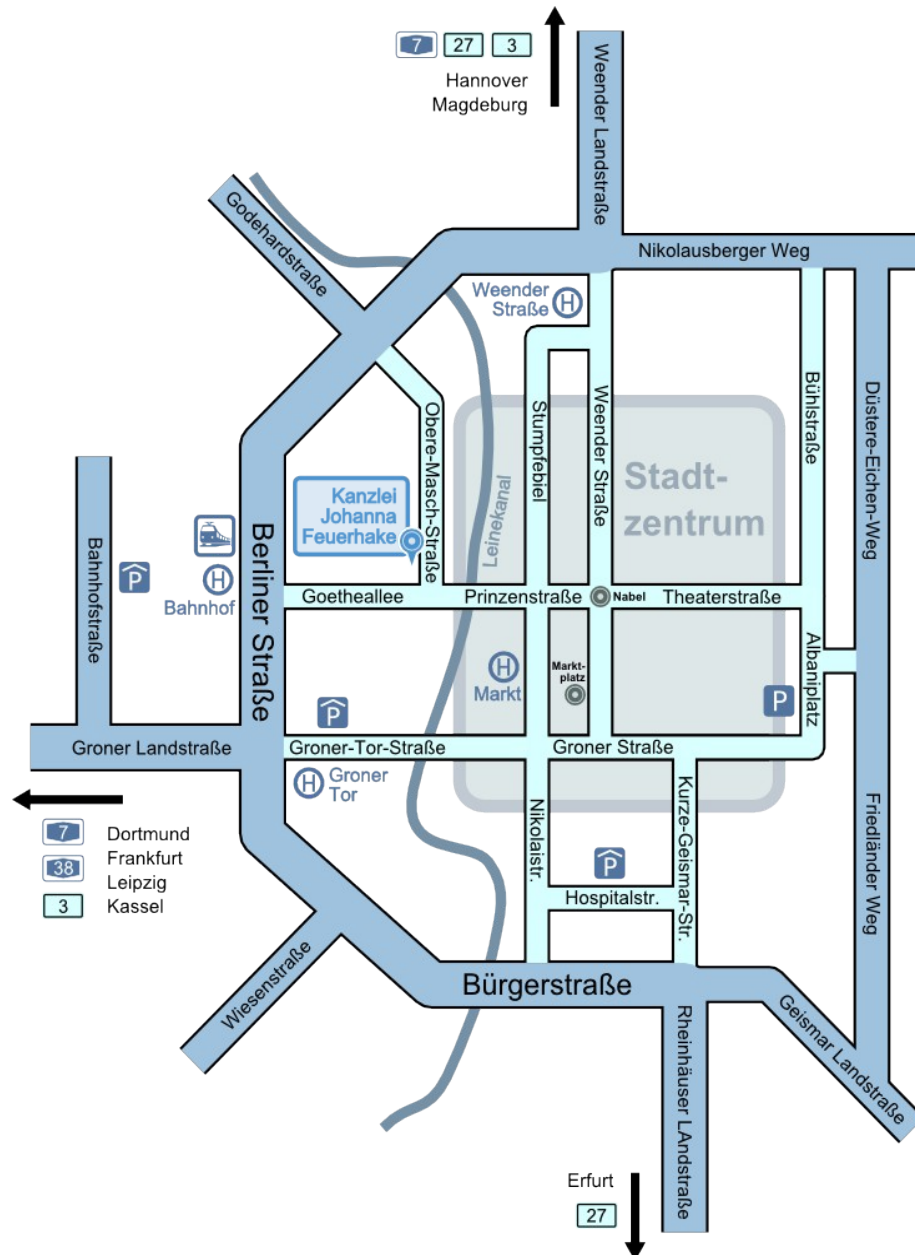 7 27 3
Hannover
Magdeburg
Weender Landstraße
Nikolausberger Weg
Godehardstraße
Weender
Straße H
Stumpfebiel
Weender Straße
Bühlstraße
Düstere-Eichen-Weg
Obere-Masch-Straße
Stadt-
zentrum
Kanzlei
Johanna
Feuerhake
Leinekanal
Bahnhofstraße
P
H
Bahnhof
Berliner Straße
Goetheallee
Prinzenstraße
Nabel
Theaterstraße
H
Markt
Markt-
platz
Albaniplatz
P
P
Groner Landstraße
Groner-Tor-Straße
Groner Straße
H Groner
Tor
7
38
3
Dortmund
Frankfurt
Leipzig
Kassel
Nikolaistr.
P
Kurze-Geismar-Str.
Hospitalstr.
Friedländer Weg
Wiesenstraße
Bürgerstraße
Rheinhäuser LAndstraße
Geismar Landstraße
Erfurt
27